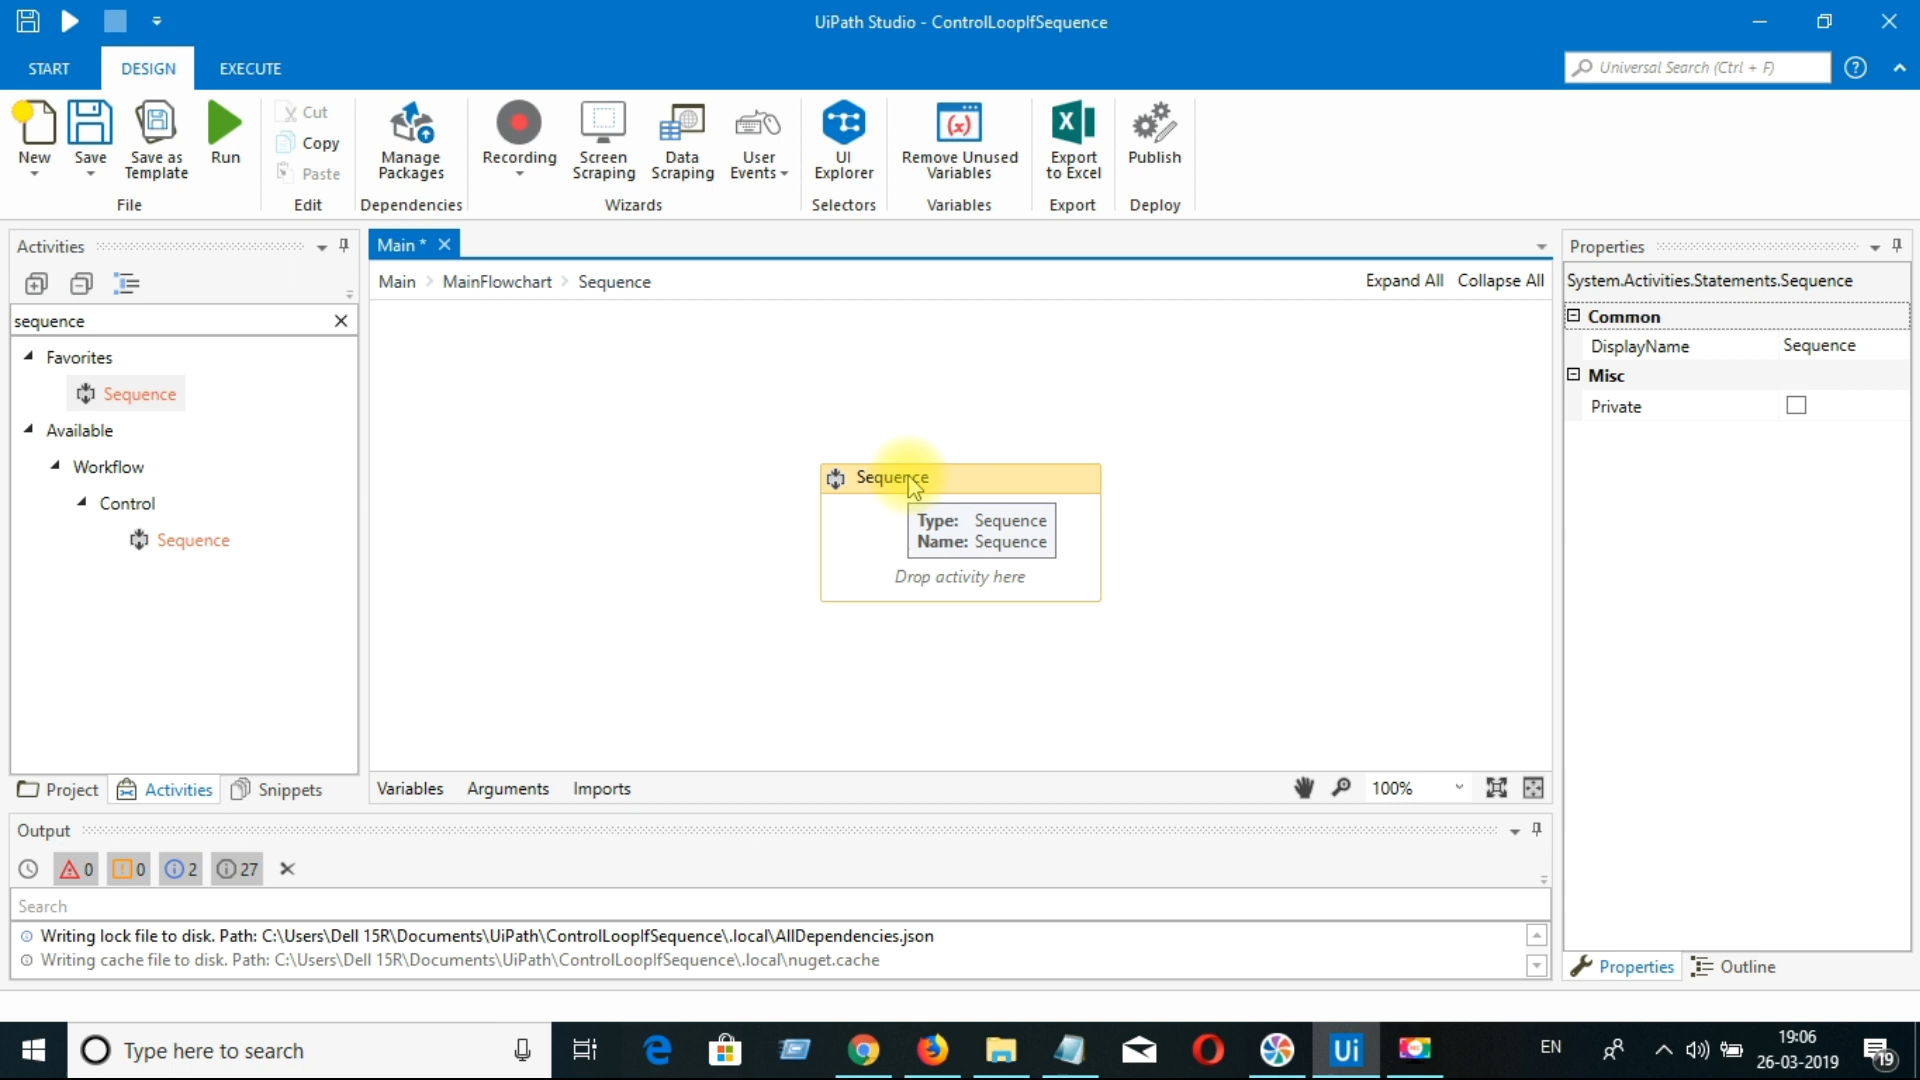 UiPath Studio - ControlLoopIfSequence
START DESIGN EXECUTE
Universal Search (Ctrl + F)
New
Save
Save as Template
Run
Cut
Copy
Paste
Manage Packages
Recording
Screen Scraping
Data Scraping
User Events
UI Explorer
Remove Unused Variables
Export to Excel
Publish
File Edit Dependencies Wizards Selectors Variables Export Deploy
Activities
sequence
Favorites
Sequence
Available
Workflow
Control
Sequence
Project Activities Snippets
Main *
Main MainFlowchart Sequence Expand All Collapse All
Sequence
Type: Sequence
Name: Sequence
Drop activity here
Variables Arguments Imports 100%
Properties
System.Activities.Statements.Sequence
Common
DisplayName Sequence
Misc
Private
Properties Outline
Output
0 0 2 27
Search
Writing lock file to disk. Path: C:\Users\Dell 15R\Documents\UiPath\ControlLoopIfSequence\.local\AllDependencies.json
Writing cache file to disk. Path: C:\Users\Dell 15R\Documents\UiPath\ControlLoopIfSequence\.local\nuget.cache
Type here to search
Ui
EN
19:06
26-03-2019
19